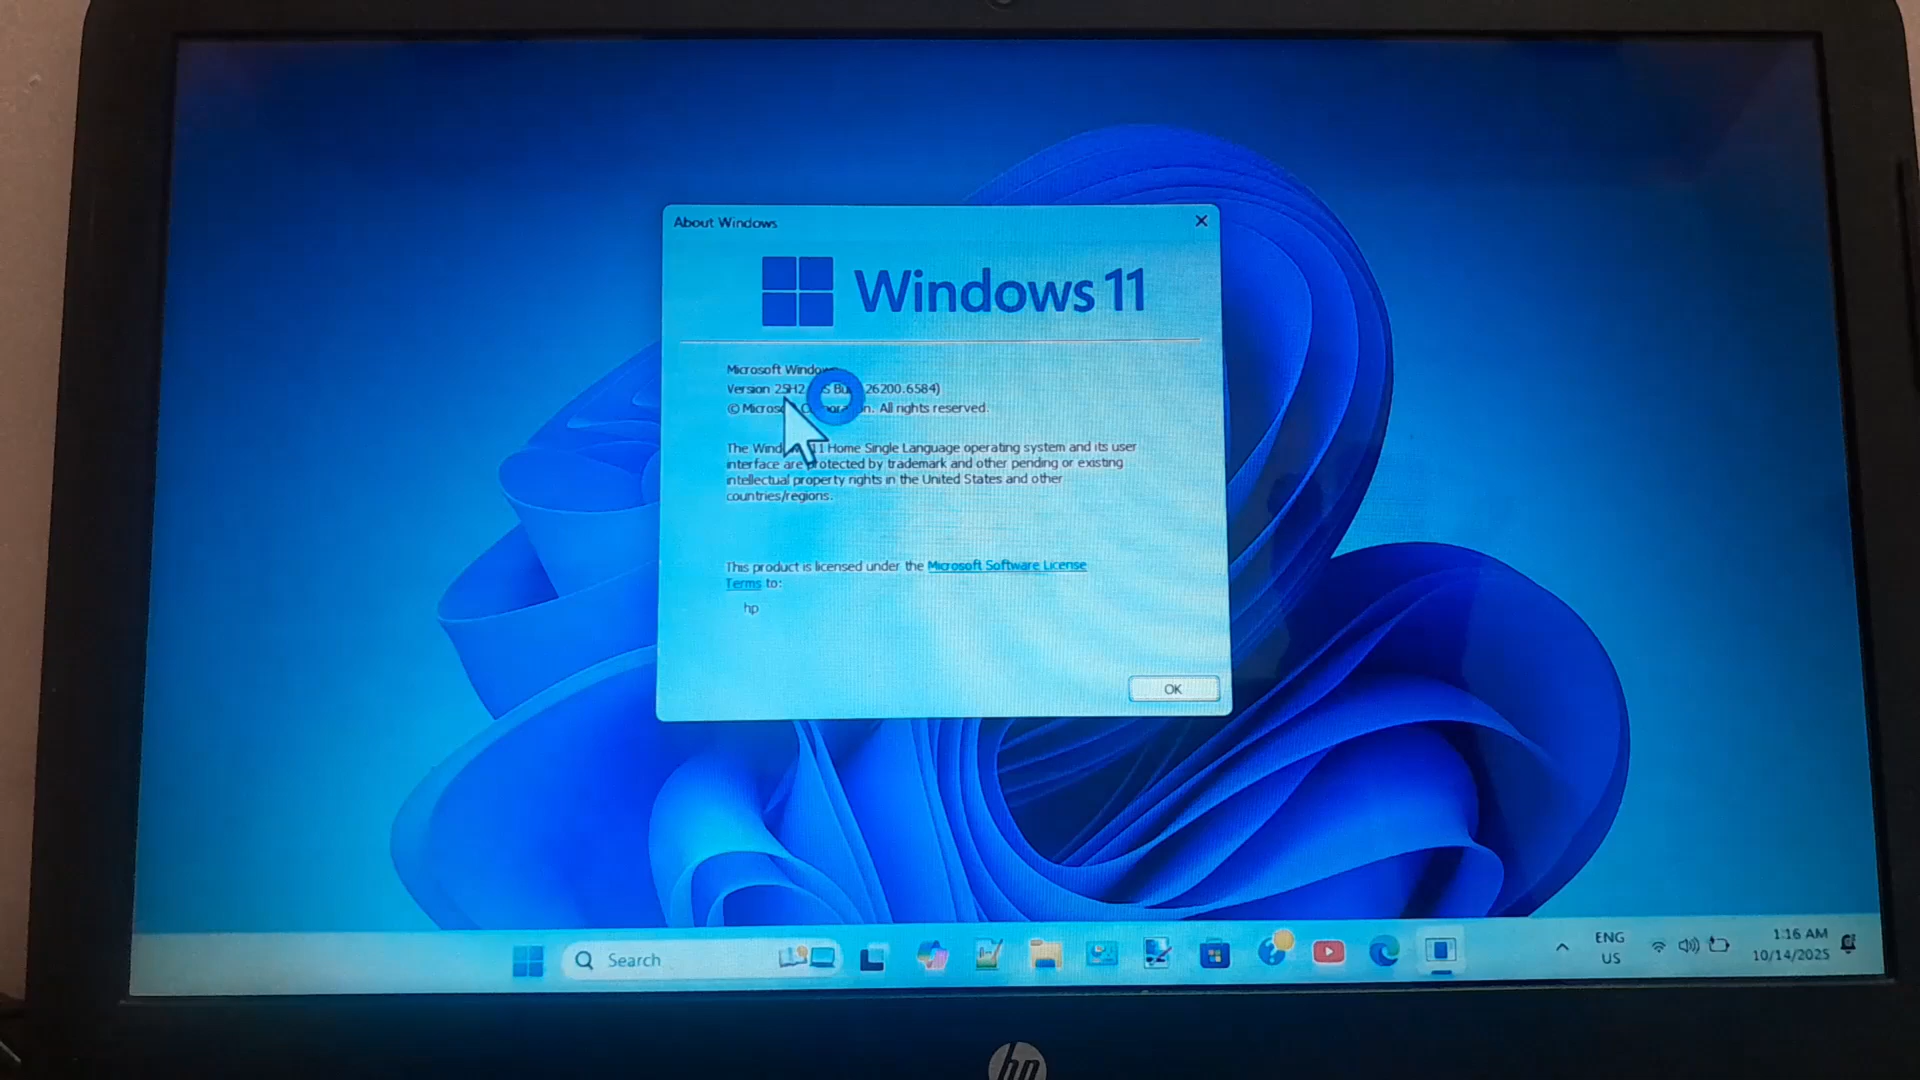 About Windows
Windows 11
Microsoft Windows
Version 25H2 (OS Build 26200.6584)
© Microsoft Corporation. All rights reserved.
The Windows 11 Home Single Language operating system and its user
interface are protected by trademark and other pending or existing
intellectual property rights in the United States and other
countries/regions.
This product is licensed under the Microsoft Software License
Terms to:
hp
OK
Search
ENG
US
1:16 AM
10/14/2025
hp